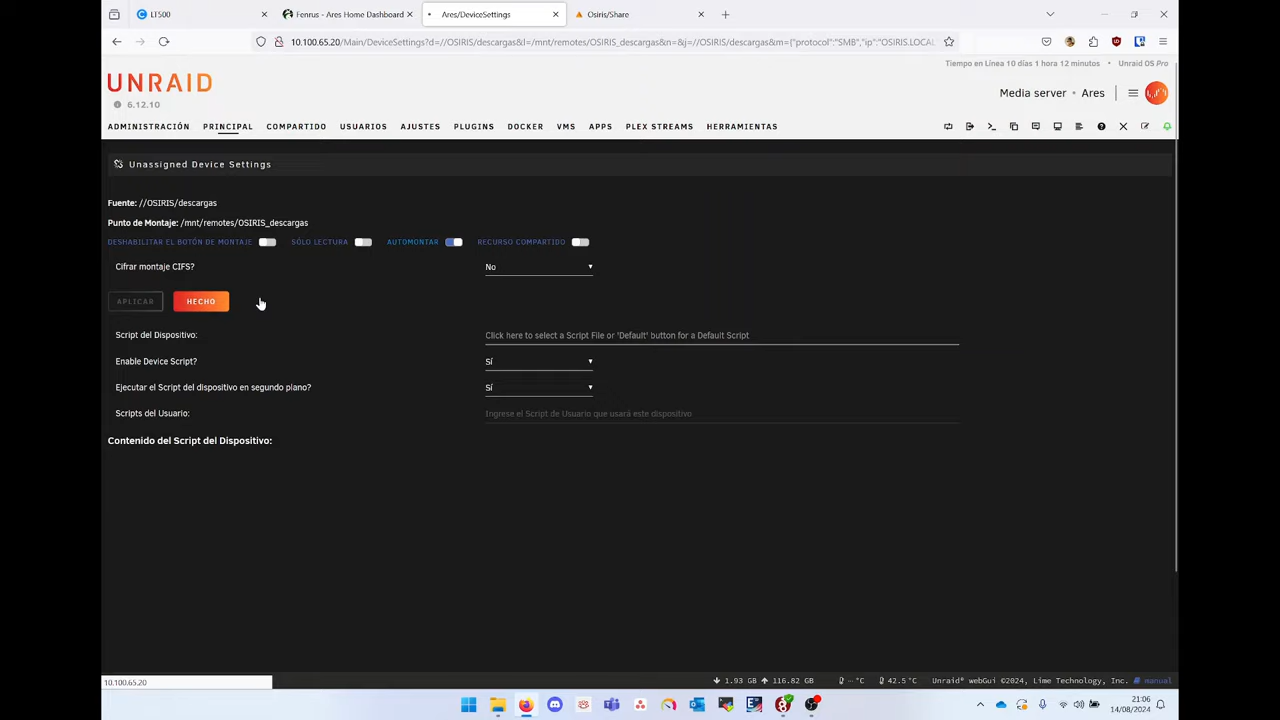 LT500
Fenrus - Ares Home Dashboard
Ares/DeviceSettings
Osiris/Share
10.100.65.20/Main/DeviceSettings?d=//OSIRIS/descargas&l=/mnt/remotes/OSIRIS_descargas&n=&j=//OSIRIS/descargas&m={"protocol":"SMB","ip":"OSIRIS.LOCAL
UNRAID
6.12.10
Tiempo en Línea 10 días 1 hora 12 minutos • Unraid OS Pro
Media server • Ares
ADMINISTRACIÓN PRINCIPAL COMPARTIDO USUARIOS AJUSTES PLUGINS DOCKER VMS APPS PLEX STREAMS HERRAMIENTAS
Unassigned Device Settings
Fuente: //OSIRIS/descargas
Punto de Montaje: /mnt/remotes/OSIRIS_descargas
DESHABILITAR EL BOTÓN DE MONTAJE SÓLO LECTURA AUTOMONTAR RECURSO COMPARTIDO
Cifrar montaje CIFS? No
APLICAR HECHO
Script del Dispositivo: Click here to select a Script File or 'Default' button for a Default Script
Enable Device Script? Sí
Ejecutar el Script del dispositivo en segundo plano? Sí
Scripts del Usuario: Ingrese el Script de Usuario que usará este dispositivo
Contenido del Script del Dispositivo:
10.100.65.20
1.93 GB 116.82 GB -- °C 42.5 °C Unraid® webGui ©2024, Lime Technology, Inc. manual
21:06
14/08/2024